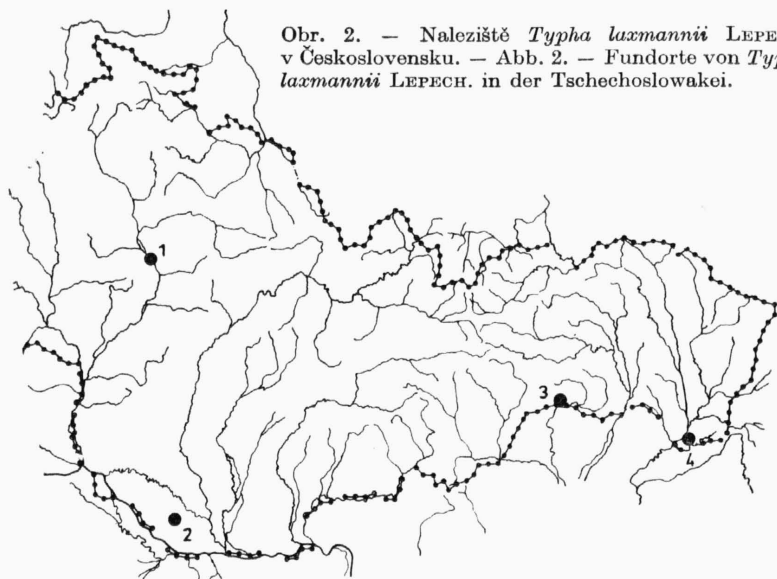 Obr. 2. — Naleziště Typha laxmannii LEPE
v Československu. — Abb. 2. — Fundorte von Typ
laxmannii LEPECH. in der Tschechoslowakei.
1
3
4
2